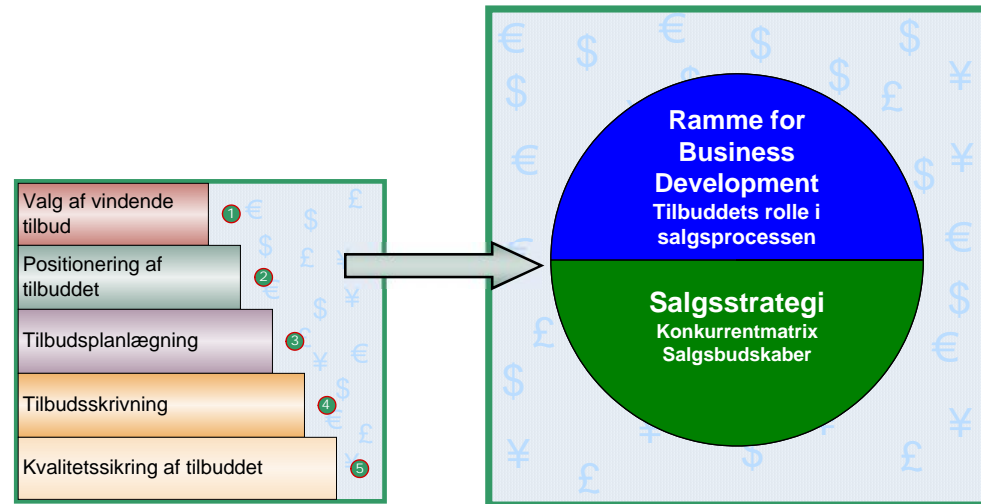 Valg af vindende
tilbud
1
Positionering af
tilbuddet
2
Tilbudsplanlægning
3
Tilbudsskrivning
4
Kvalitetssikring af tilbuddet
5
Ramme for
Business
Development
Tilbuddets rolle i
salgsprocessen
Salgsstrategi
Konkurrentmatrix
Salgsbudskaber